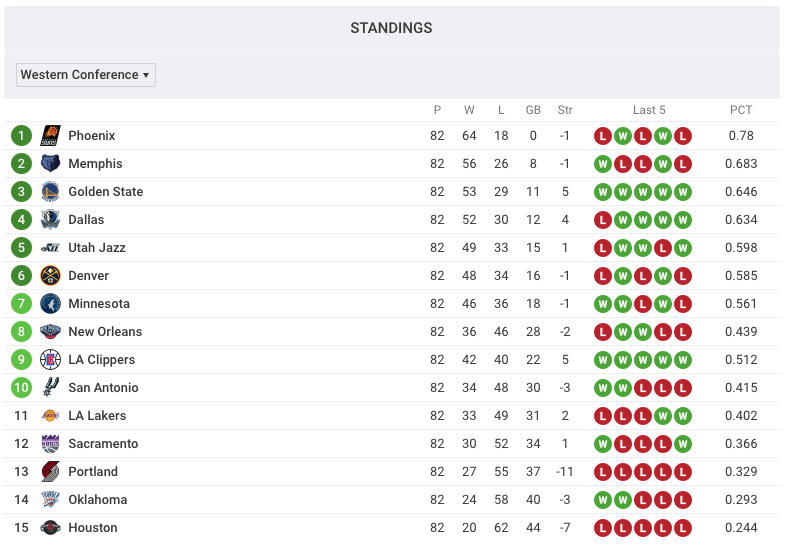 STANDINGS
Western Conference ▼
P W L GB Str Last 5 PCT
1 Phoenix 82 64 18 0 -1 L W L W L 0.78
2 Memphis 82 56 26 8 -1 W L L W L 0.683
3 Golden State 82 53 29 11 5 W W W W W 0.646
4 Dallas 82 52 30 12 4 L W W W W 0.634
5 Utah Jazz 82 49 33 15 1 L W W L W 0.598
6 Denver 82 48 34 16 -1 L W L W L 0.585
7 Minnesota 82 46 36 18 -1 W W L W L 0.561
8 New Orleans 82 36 46 28 -2 L W W L L 0.439
9 LA Clippers 82 42 40 22 5 W W W W W 0.512
10 San Antonio 82 34 48 30 -3 W W L L L 0.415
11 LA Lakers 82 33 49 31 2 L L L W W 0.402
12 Sacramento 82 30 52 34 1 W L L L W 0.366
13 Portland 82 27 55 37 -11 L L L L L 0.329
14 Oklahoma 82 24 58 40 -3 W W L L L 0.293
15 Houston 82 20 62 44 -7 L L L L L 0.244